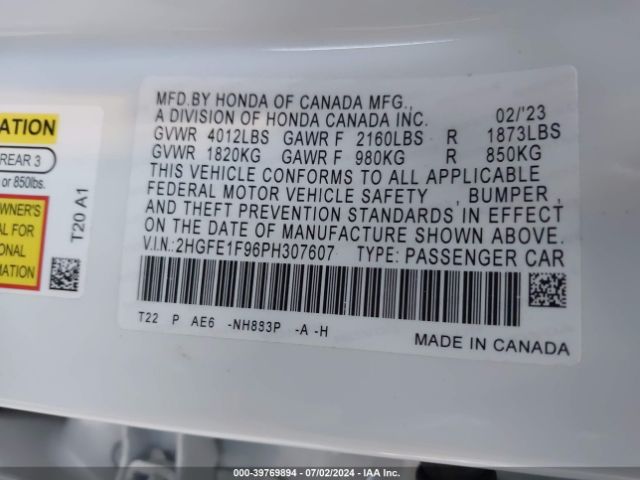 ATION
REAR 3
or 850lbs.
WNER'S
AL FOR
ONAL
RMATION
T20 A1
MFD.BY HONDA OF CANADA MFG.,
A DIVISION OF HONDA CANADA INC. 02/'23
GVWR 4012LBS GAWR F 2160LBS R 1873LBS
GVWR 1820KG GAWR F 980KG R 850KG
THIS VEHICLE CONFORMS TO ALL APPLICABLE
FEDERAL MOTOR VEHICLE SAFETY , BUMPER ,
AND THEFT PREVENTION STANDARDS IN EFFECT
ON THE DATE OF MANUFACTURE SHOWN ABOVE.
V.I.N.:2HGFE1F96PH307607 TYPE:PASSENGER CAR
T22 P AE6 -NH883P -A -H
MADE IN CANADA
000-39769894 - 07/02/2024 - IAA Inc.